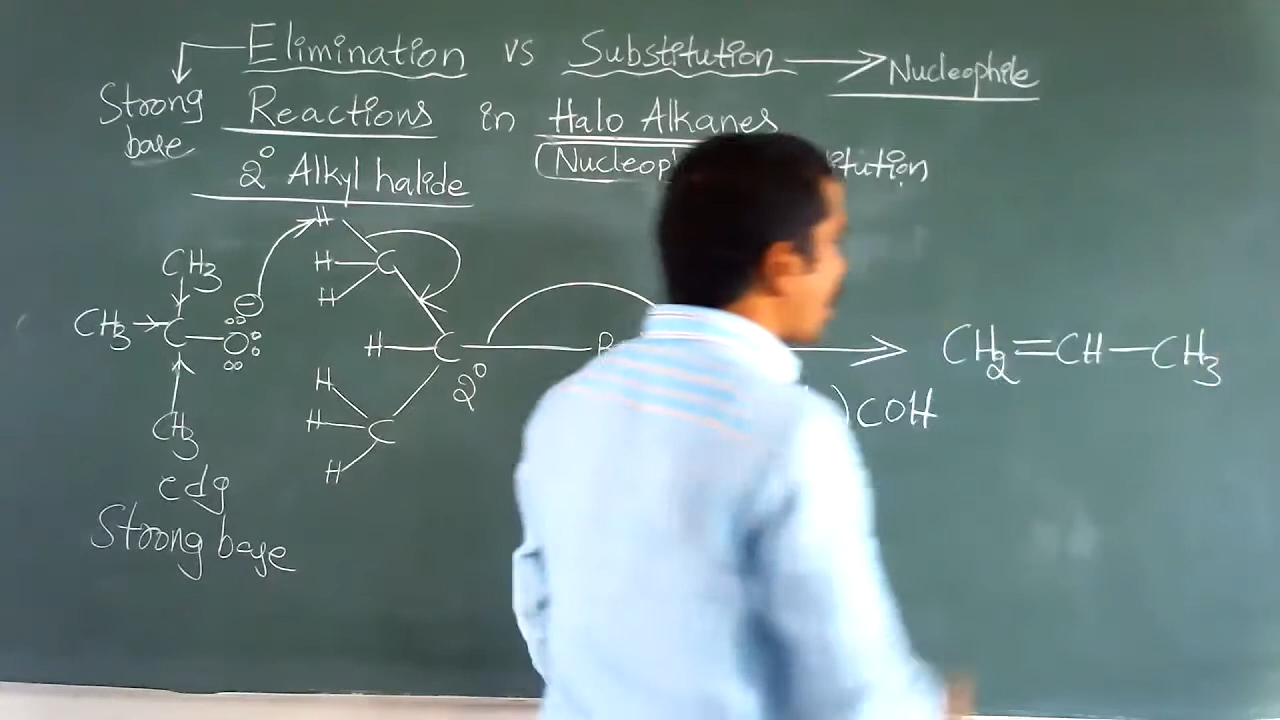 Elimination vs Substitution → Nucleophile
Strong base
Reactions in Halo Alkanes
2° Alkyl halide
CH3
CH3 → C — O ⊖
CH3
edg
Strong base
H
H — C
H
H — C
2°
H
H — C
H
→ CH2=CH—CH3
)COH